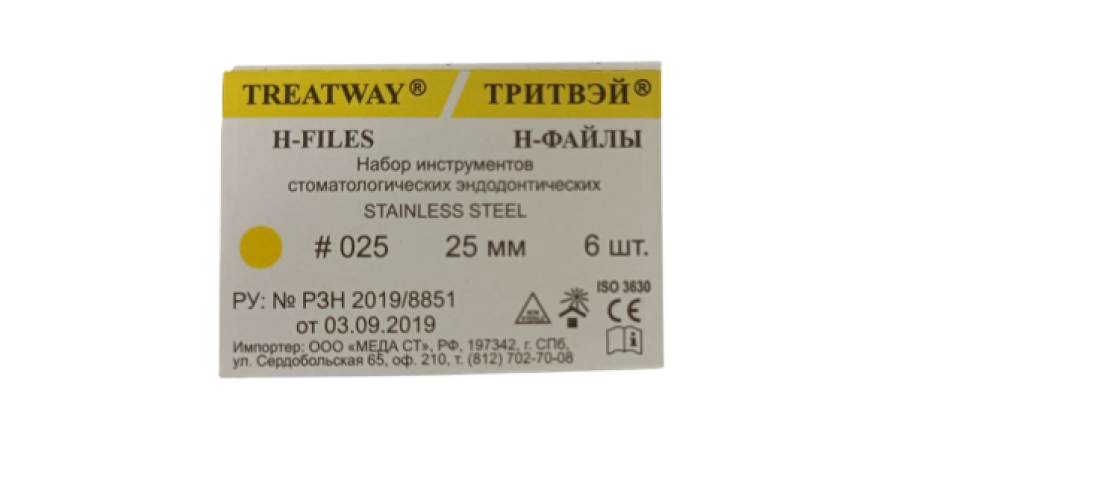 TREATWAY® / ТРИТВЭЙ®
H-FILES Н-ФАЙЛЫ
Набор инструментов
стоматологических эндодонтических
STAINLESS STEEL
# 025 25 мм 6 шт.
ISO 3630
РУ: № РЗН 2019/8851
от 03.09.2019
CE
i
Импортер: ООО «МЕДА СТ», РФ, 197342, г. СПб,
ул. Сердобольская 65, оф. 210, т. (812) 702-70-08